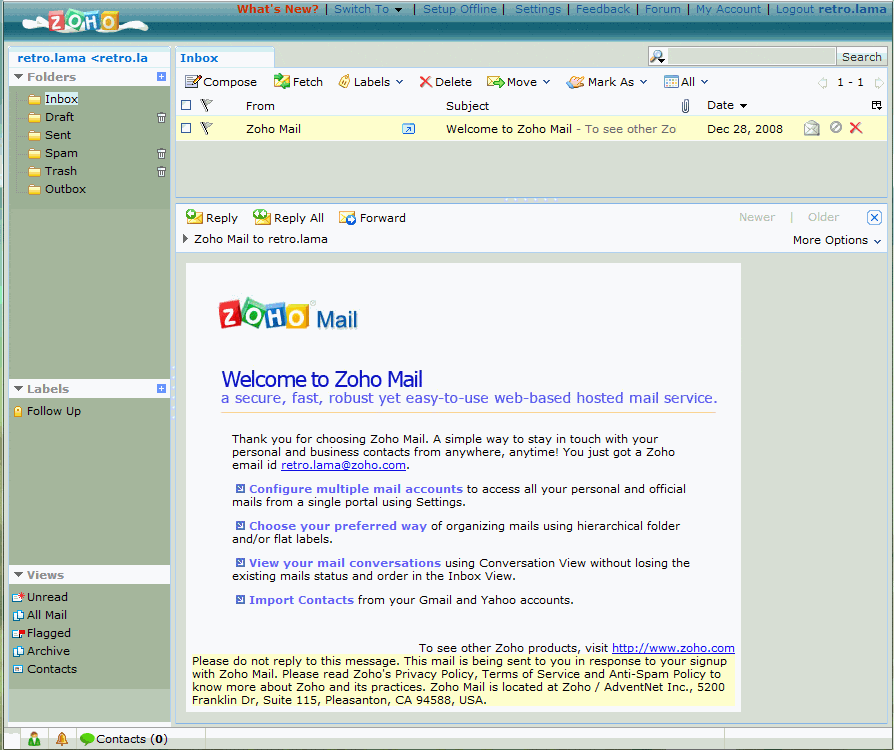 What's New? | Switch To | Setup Offline | Settings | Feedback | Forum | My Account | Logout retro.lama
ZOHO
retro.lama <retro.la
Inbox
Search
Folders
Compose Fetch Labels Delete Move Mark As All 1 - 1
Inbox
Draft
Sent
Spam
Trash
Outbox
From Subject Date
Zoho Mail Welcome to Zoho Mail - To see other Zo Dec 28, 2008
Reply Reply All Forward Newer | Older
Zoho Mail to retro.lama More Options
ZOHO® Mail
Welcome to Zoho Mail
a secure, fast, robust yet easy-to-use web-based hosted mail service.
Labels
Follow Up
Thank you for choosing Zoho Mail. A simple way to stay in touch with your
personal and business contacts from anywhere, anytime! You just got a Zoho
email id retro.lama@zoho.com.
Configure multiple mail accounts to access all your personal and official
mails from a single portal using Settings.
Choose your preferred way of organizing mails using hierarchical folder
and/or flat labels.
View your mail conversations using Conversation View without losing the
existing mails status and order in the Inbox View.
Import Contacts from your Gmail and Yahoo accounts.
Views
Unread
All Mail
Flagged
Archive
Contacts
To see other Zoho products, visit http://www.zoho.com
Please do not reply to this message. This mail is being sent to you in response to your signup
with Zoho Mail. Please read Zoho's Privacy Policy, Terms of Service and Anti-Spam Policy to
know more about Zoho and its practices. Zoho Mail is located at Zoho / AdventNet Inc., 5200
Franklin Dr, Suite 115, Pleasanton, CA 94588, USA.
Contacts (0)